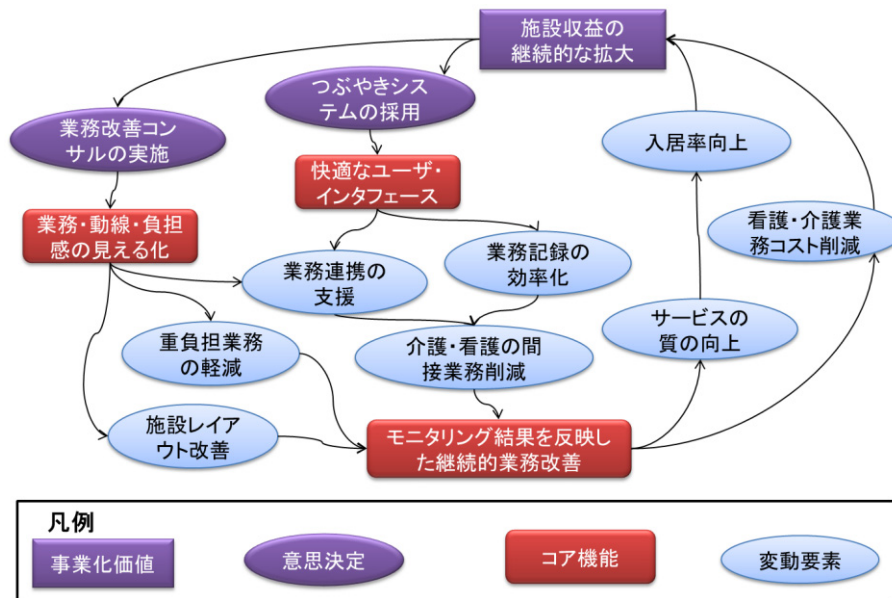 施設収益の
継続的な拡大
つぶやきシス
テムの採用
業務改善コン
サルの実施
快適なユーザ・
インタフェース
入居率向上
業務・動線・負担
感の見える化
業務連携の
支援
業務記録の
効率化
看護・介護業
務コスト削減
重負担業務
の軽減
介護・看護の間
接業務削減
サービスの
質の向上
施設レイア
ウト改善
モニタリング結果を反映し
た継続的業務改善
凡例
事業化価値
意思決定
コア機能
変動要素